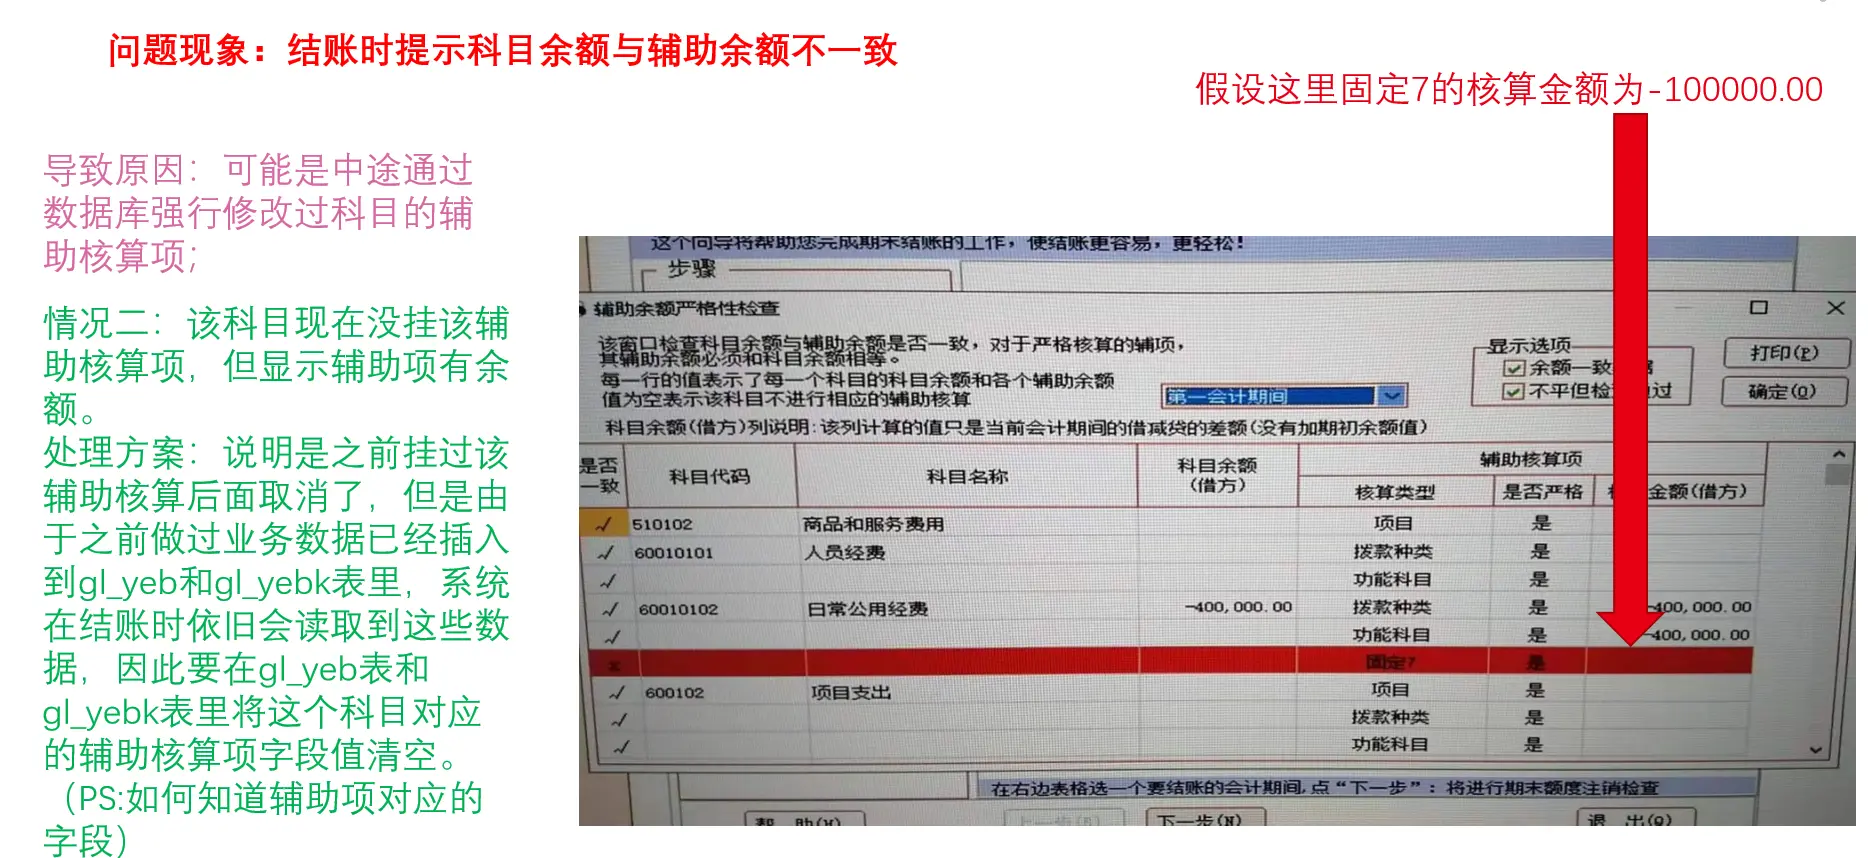 问题现象：结账时提示科目余额与辅助余额不一致
假设这里固定7的核算金额为-100000.00
导致原因：可能是中途通过
数据库强行修改过科目的辅
助核算项；
情况二：该科目现在没挂该辅
助核算项，但显示辅助项有余
额。
处理方案：说明是之前挂过该
辅助核算后面取消了，但是由
于之前做过业务数据已经插入
到gl_yeb和gl_yebk表里，系统
在结账时依旧会读取到这些数
据，因此要在gl_yeb表和
gl_yebk表里将这个科目对应
的辅助核算项字段值清空。
（PS:如何知道辅助项对应的
字段）
这个向导将帮助您完成期末结账的工作，使结账更容易，更轻松！
步骤
辅助余额严格性检查
该窗口检查科目余额与辅助余额是否一致，对于严格核算的辅项，
其辅助余额必须和科目余额相等。
每一行的值表示了每一个科目的科目余额和各个辅助余额
值为空表示该科目不进行相应的辅助核算
第一会计期间
显示选项
余额一致
不平但检 通过
打印(P)
确定(O)
科目余额(借方)列说明:该列计算的值只是当前会计期间的借减贷的差额(没有加期初余额值)
是否一致 科目代码 科目名称 科目余额(借方) 辅助核算项
核算类型 是否严格 金额(借方)
√ 510102 商品和服务费用 项目 是
√ 60010101 人员经费 拨款种类 是
√ 功能科目 是
√ 60010102 日常公用经费 -400,000.00 拨款种类 是 -400,000.00
√ 功能科目 是 -400,000.00
x 固定7 是
√ 600102 项目支出 项目 是
√ 拨款种类 是
√ 功能科目 是
在右边表格选一个要结账的会计期间,点“下一步”：将进行期末额度注销检查
帮 助(H) 上一步(B) 下一步(N) 退 出(Q)